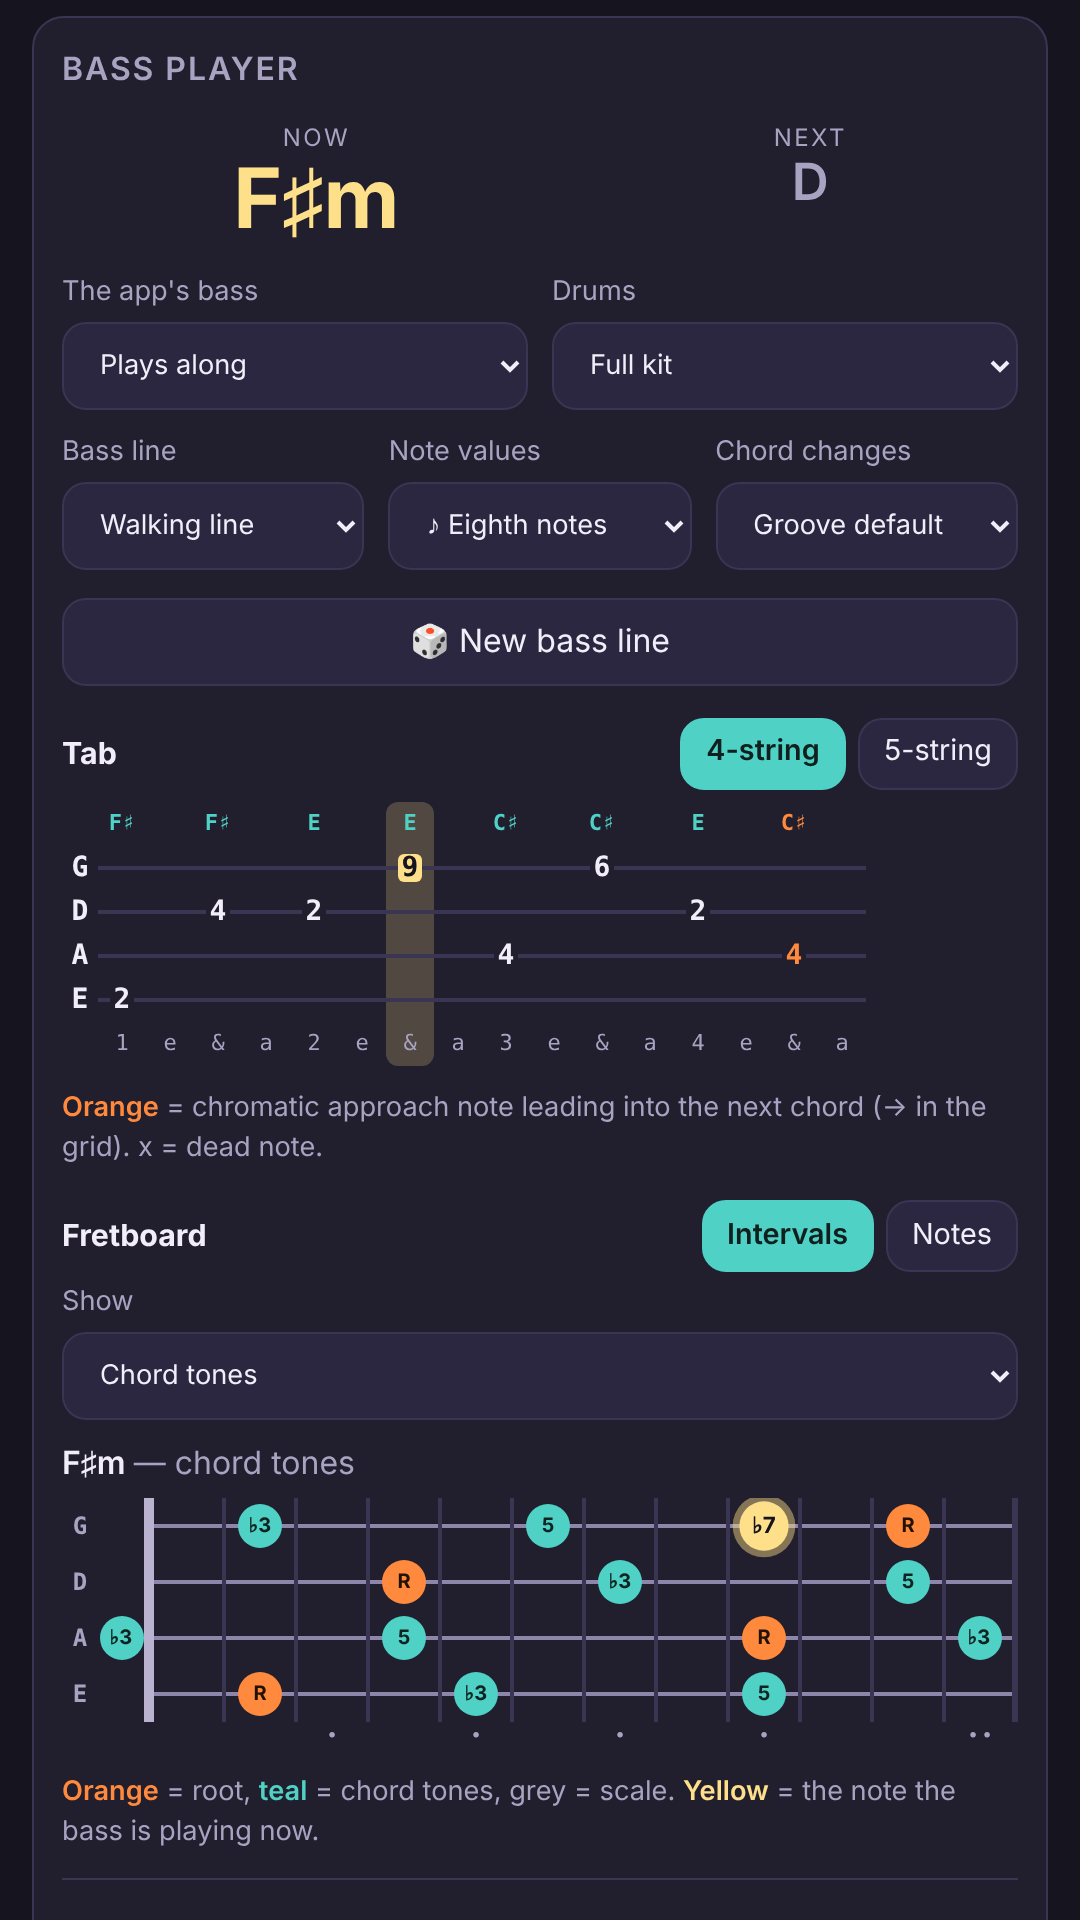 BASS PLAYER
NOW NEXT
F♯m D
The app's bass Drums
Plays along Full kit
Bass line Note values Chord changes
Walking line ♪ Eighth notes Groove default
🎲 New bass line
Tab 4-string 5-string
F♯ F♯ E E C♯ C♯ E C♯
G 9 6
D 4 2 2
A 4 4
E 2
1 e & a 2 e & a 3 e & a 4 e & a
Orange = chromatic approach note leading into the next chord (→ in the
grid). x = dead note.
Fretboard Intervals Notes
Show
Chord tones
F♯m — chord tones
G ♭3 5 ♭7 R
D R ♭3 5
A ♭3 5 R ♭3
E R ♭3 5
Orange = root, teal = chord tones, grey = scale. Yellow = the note the
bass is playing now.